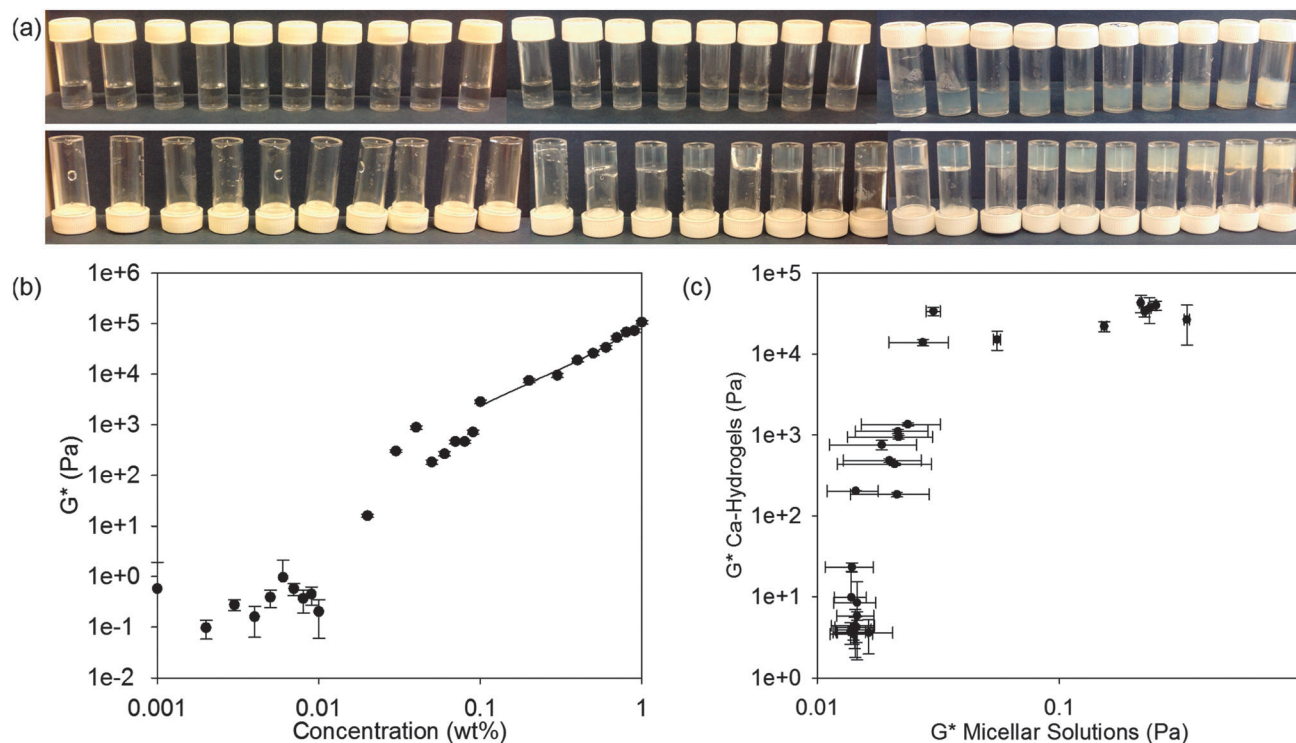 (a)
(b)
1e+6
1e+5
1e+4
1e+3
1e+2
1e+1
1e+0
1e-1
1e-2
G* (Pa)
0.001
0.01
0.1
1
Concentration (wt%)
(c)
1e+5
1e+4
1e+3
1e+2
1e+1
1e+0
G* Ca-Hydrogels (Pa)
0.01
0.1
G* Micellar Solutions (Pa)